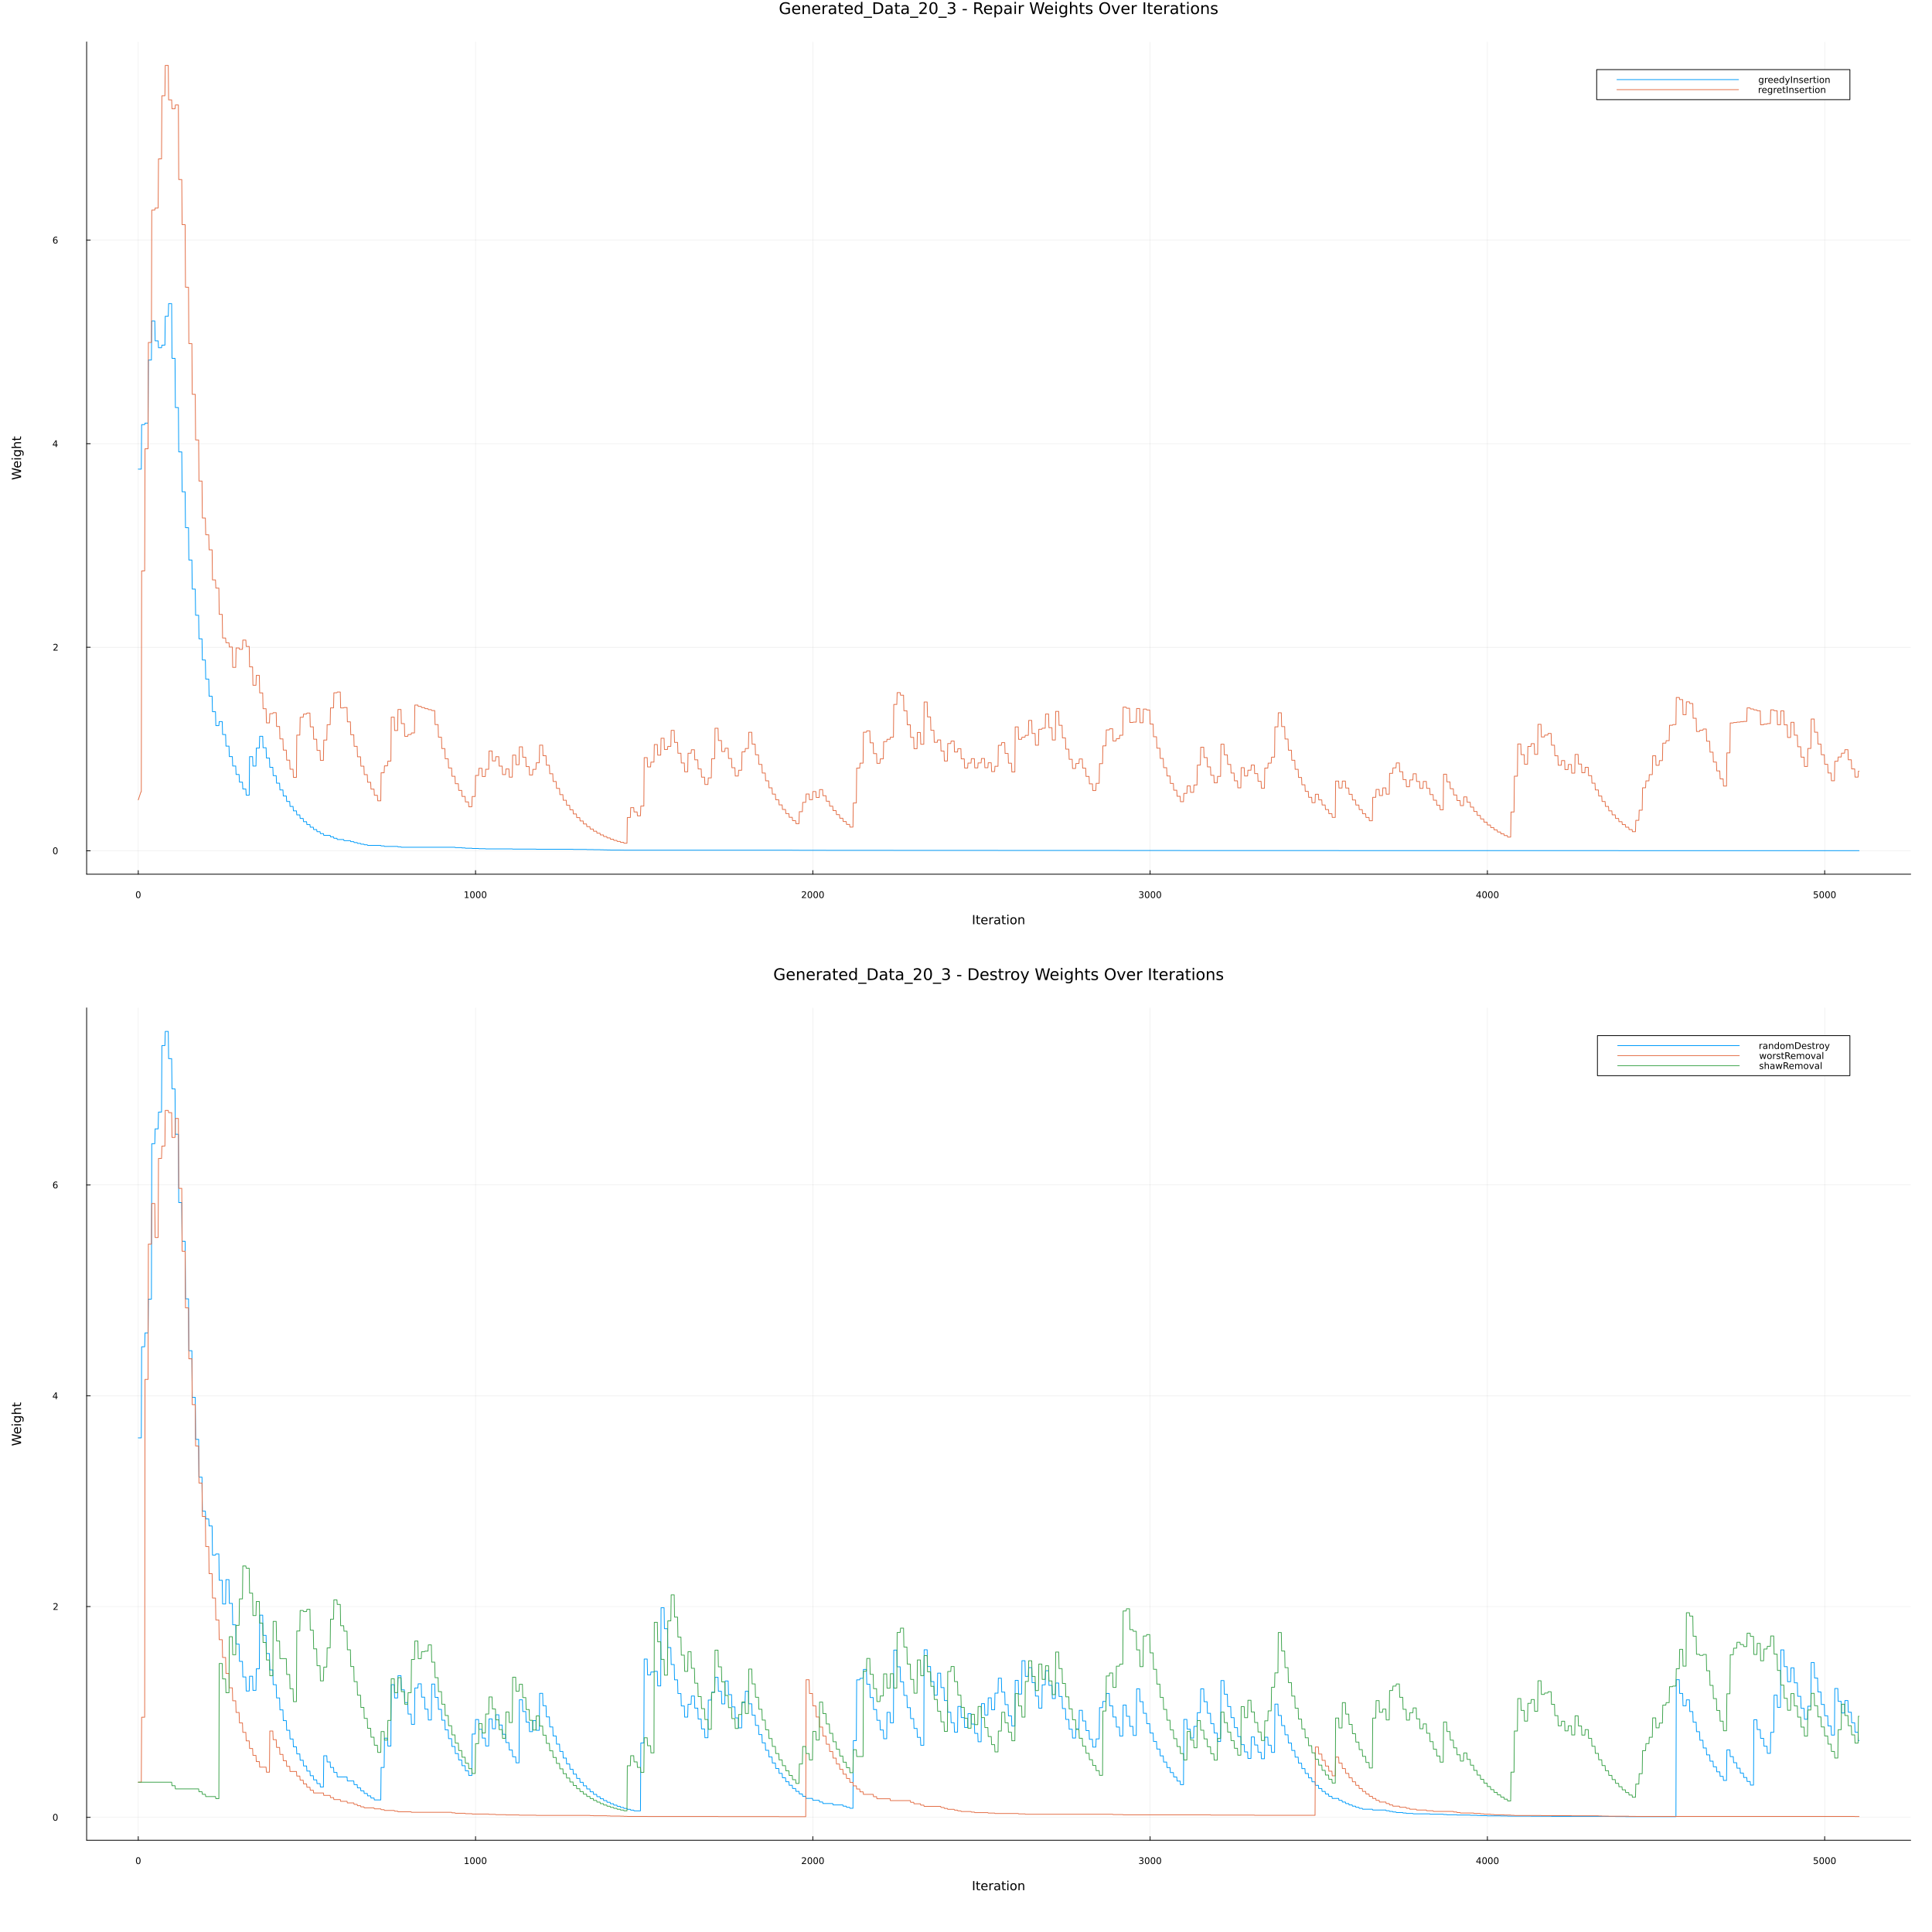 Generated_Data_20_3 - Repair Weights Over Iterations
greedyInsertion
regretInsertion
Weight
6
4
2
0
0 1000 2000 3000 4000 5000
Iteration
Generated_Data_20_3 - Destroy Weights Over Iterations
randomDestroy
worstRemoval
shawRemoval
Weight
6
4
2
0
0 1000 2000 3000 4000 5000
Iteration